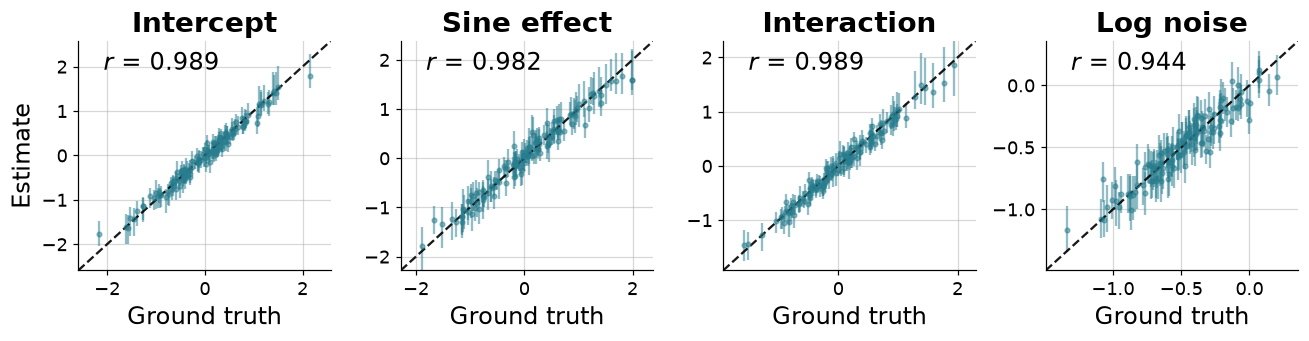 Intercept
Sine effect
Interaction
Log noise
r = 0.989
r = 0.982
r = 0.989
r = 0.944
Estimate
2
1
0
−1
−2
−2
0
2
Ground truth
2
1
0
−1
−2
−2
0
2
Ground truth
2
1
0
−1
0
2
Ground truth
0.0
−0.5
−1.0
−1.0
−0.5
0.0
Ground truth